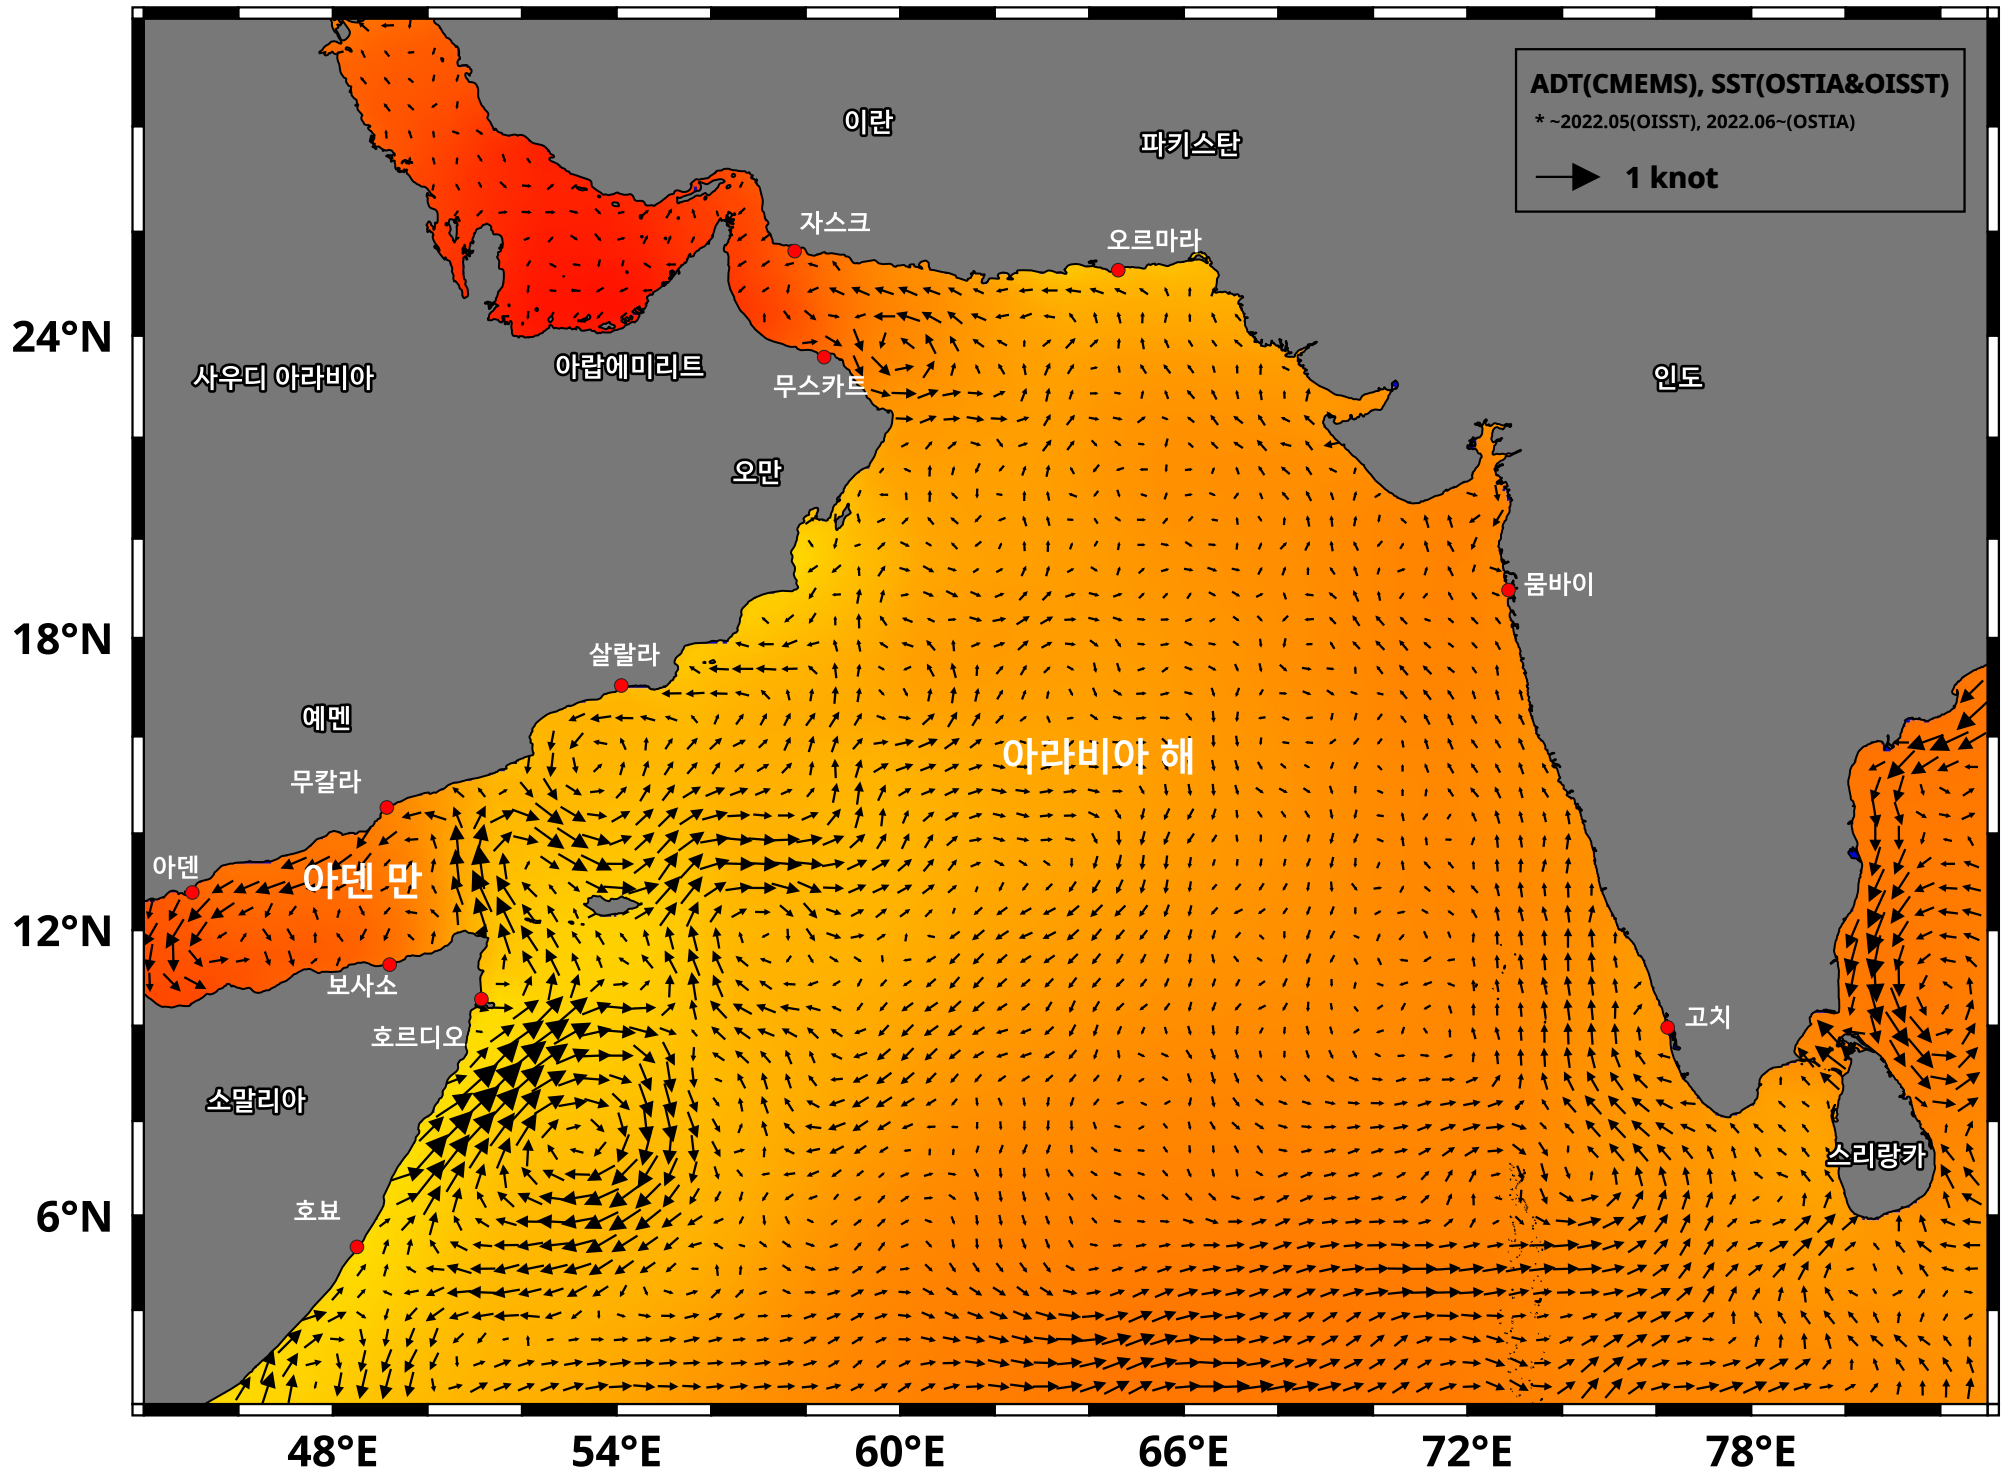 ADT(CMEMS), SST(OSTIA&OISST)
* ~2022.05(OISST), 2022.06~(OSTIA)
1 knot
이란
파키스탄
자스크
오르마라
24°N
사우디 아라비아
아랍에미리트
무스카트
인도
오만
뭄바이
18°N
살랄라
예멘
아라비아 해
무칼라
아덴
아덴 만
12°N
보사소
호르디오
고치
소말리아
스리랑카
호뵤
6°N
48°E
54°E
60°E
66°E
72°E
78°E